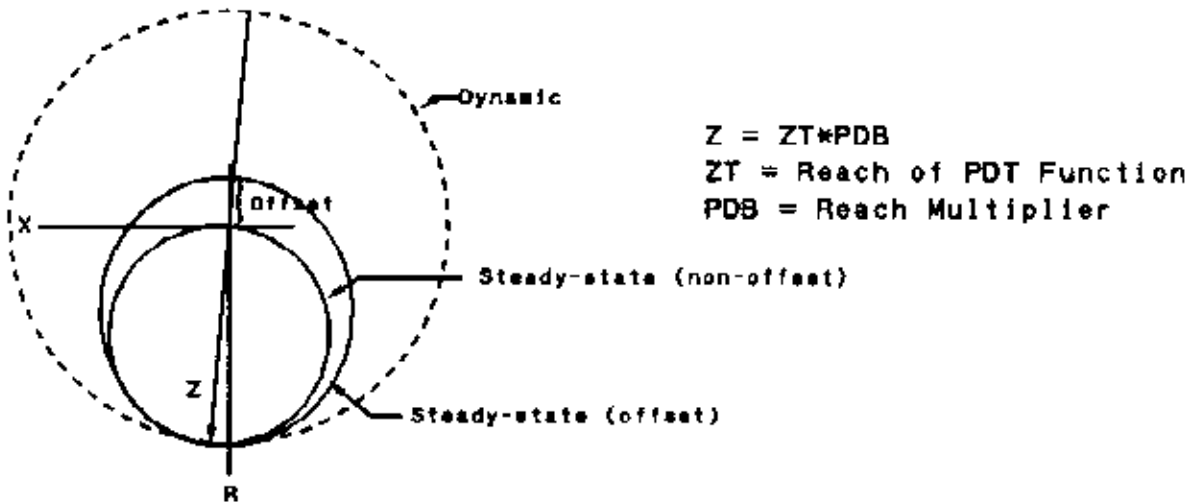 Dynamic
Z = ZT*PDB
ZT = Reach of PDT Function
PDB = Reach Multiplier
Offset
X
Steady-state (non-offset)
Z
Steady-state (offset)
R